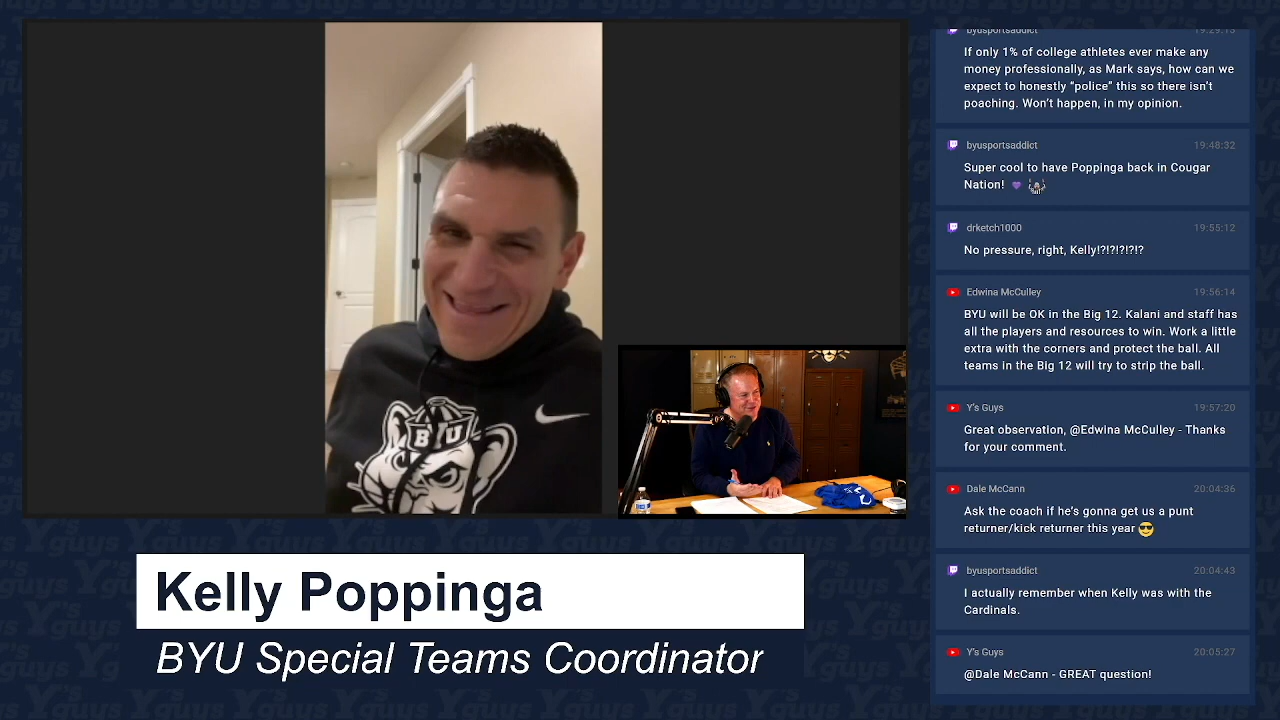 BYU
Kelly Poppinga
BYU Special Teams Coordinator
byusportsaddict 19:29:13
If only 1% of college athletes ever make any
money professionally, as Mark says, how can we
expect to honestly “police” this so there isn't
poaching. Won't happen, in my opinion.
byusportsaddict 19:48:32
Super cool to have Poppinga back in Cougar
Nation!
drketch1000 19:55:12
No pressure, right, Kelly!?!?!?!?!?
Edwina McCulley 19:56:14
BYU will be OK in the Big 12. Kalani and staff has
all the players and resources to win. Work a little
extra with the corners and protect the ball. All
teams in the Big 12 will try to strip the ball.
Y's Guys 19:57:20
Great observation, @Edwina McCulley - Thanks
for your comment.
Dale McCann 20:04:36
Ask the coach if he's gonna get us a punt
returner/kick returner this year 😎
byusportsaddict 20:04:43
I actually remember when Kelly was with the
Cardinals.
Y's Guys 20:05:27
@Dale McCann - GREAT question!